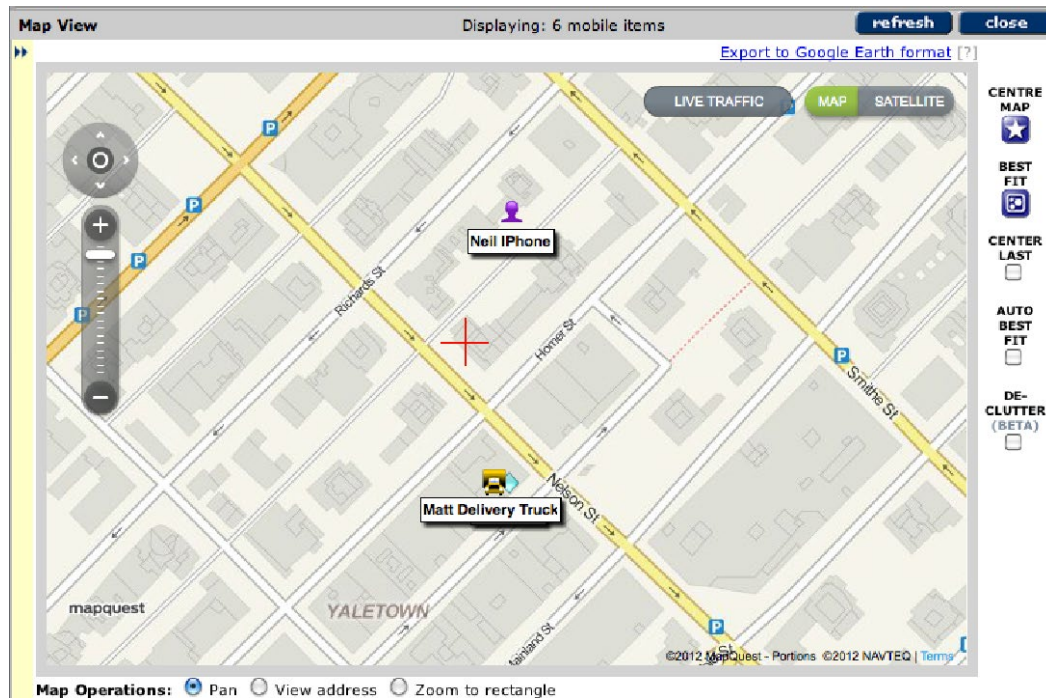 Map View
Displaying: 6 mobile items
refresh
close
Export to Google Earth format [?]
LIVE TRAFFIC
MAP
SATELLITE
CENTRE
MAP
BEST
FIT
CENTER
LAST
AUTO
BEST
FIT
DE-
CLUTTER
(BETA)
P
P
P
P
P
P
P
Neil IPhone
Richards St
Homer St
Smithe St
Matt Delivery Truck
Nelson St
mapquest
YALETOWN
Mainland St
©2012 MapQuest - Portions ©2012 NAVTEQ | Terms
Map Operations:
Pan
View address
Zoom to rectangle